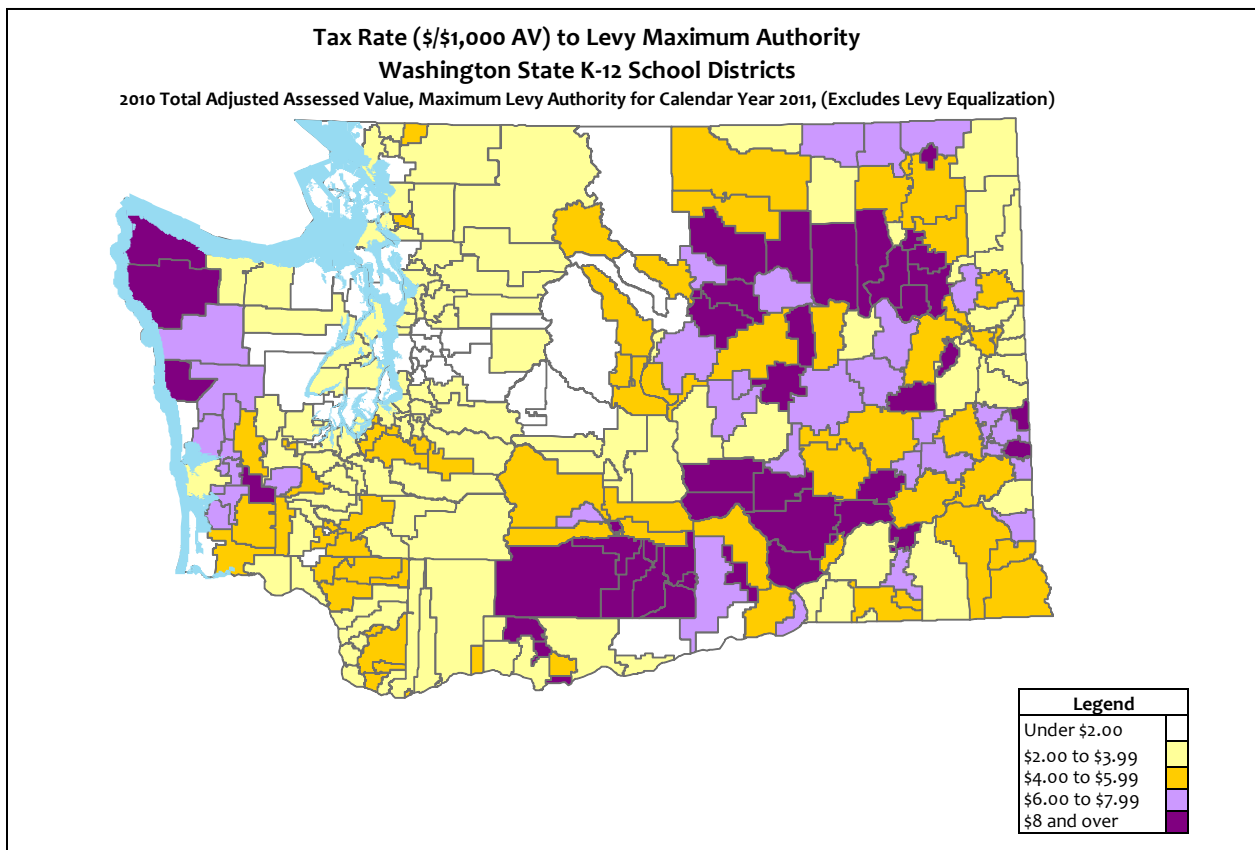 Tax Rate ($/$1,000 AV) to Levy Maximum Authority
Washington State K-12 School Districts
2010 Total Adjusted Assessed Value, Maximum Levy Authority for Calendar Year 2011, (Excludes Levy Equalization)
Legend
Under $2.00
$2.00 to $3.99
$4.00 to $5.99
$6.00 to $7.99
$8 and over